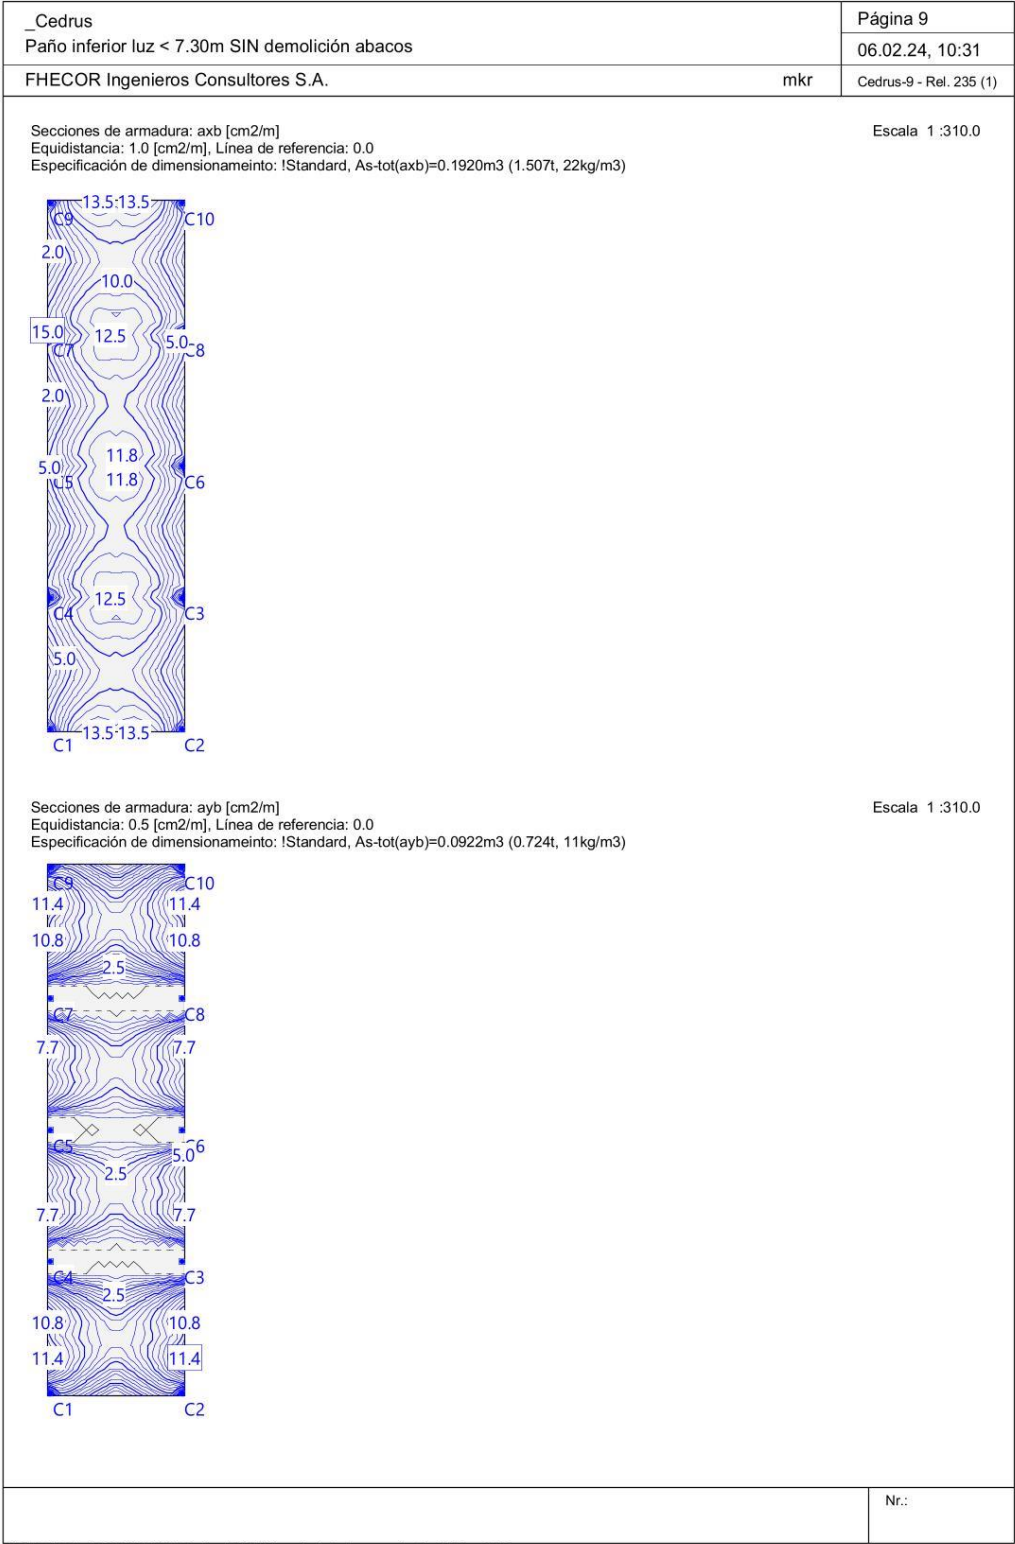 _Cedrus
Paño inferior luz < 7.30m SIN demolición abacos
Página 9
06.02.24, 10:31
FHECOR Ingenieros Consultores S.A.
mkr
Cedrus-9 - Rel. 235 (1)
Secciones de armadura: axb [cm2/m]
Escala 1 :310.0
Equidistancia: 1.0 [cm2/m], Línea de referencia: 0.0
Especificación de dimensionameinto: !Standard, As-tot(axb)=0.1920m3 (1.507t, 22kg/m3)
13.5 13.5
C9 C10
2.0
10.0
15.0 12.5 5.0
C7 C8
2.0
11.8
5.0
11.8
C5 C6
12.5
C4 C3
5.0
13.5 13.5
C1 C2
Secciones de armadura: ayb [cm2/m]
Escala 1 :310.0
Equidistancia: 0.5 [cm2/m], Línea de referencia: 0.0
Especificación de dimensionameinto: !Standard, As-tot(ayb)=0.0922m3 (0.724t, 11kg/m3)
C9 C10
11.4 11.4
10.8 10.8
2.5
C7 C8
7.7 7.7
C5 C6
5.0
2.5
7.7 7.7
C4 C3
2.5
10.8 10.8
11.4 11.4
C1 C2
Nr.: